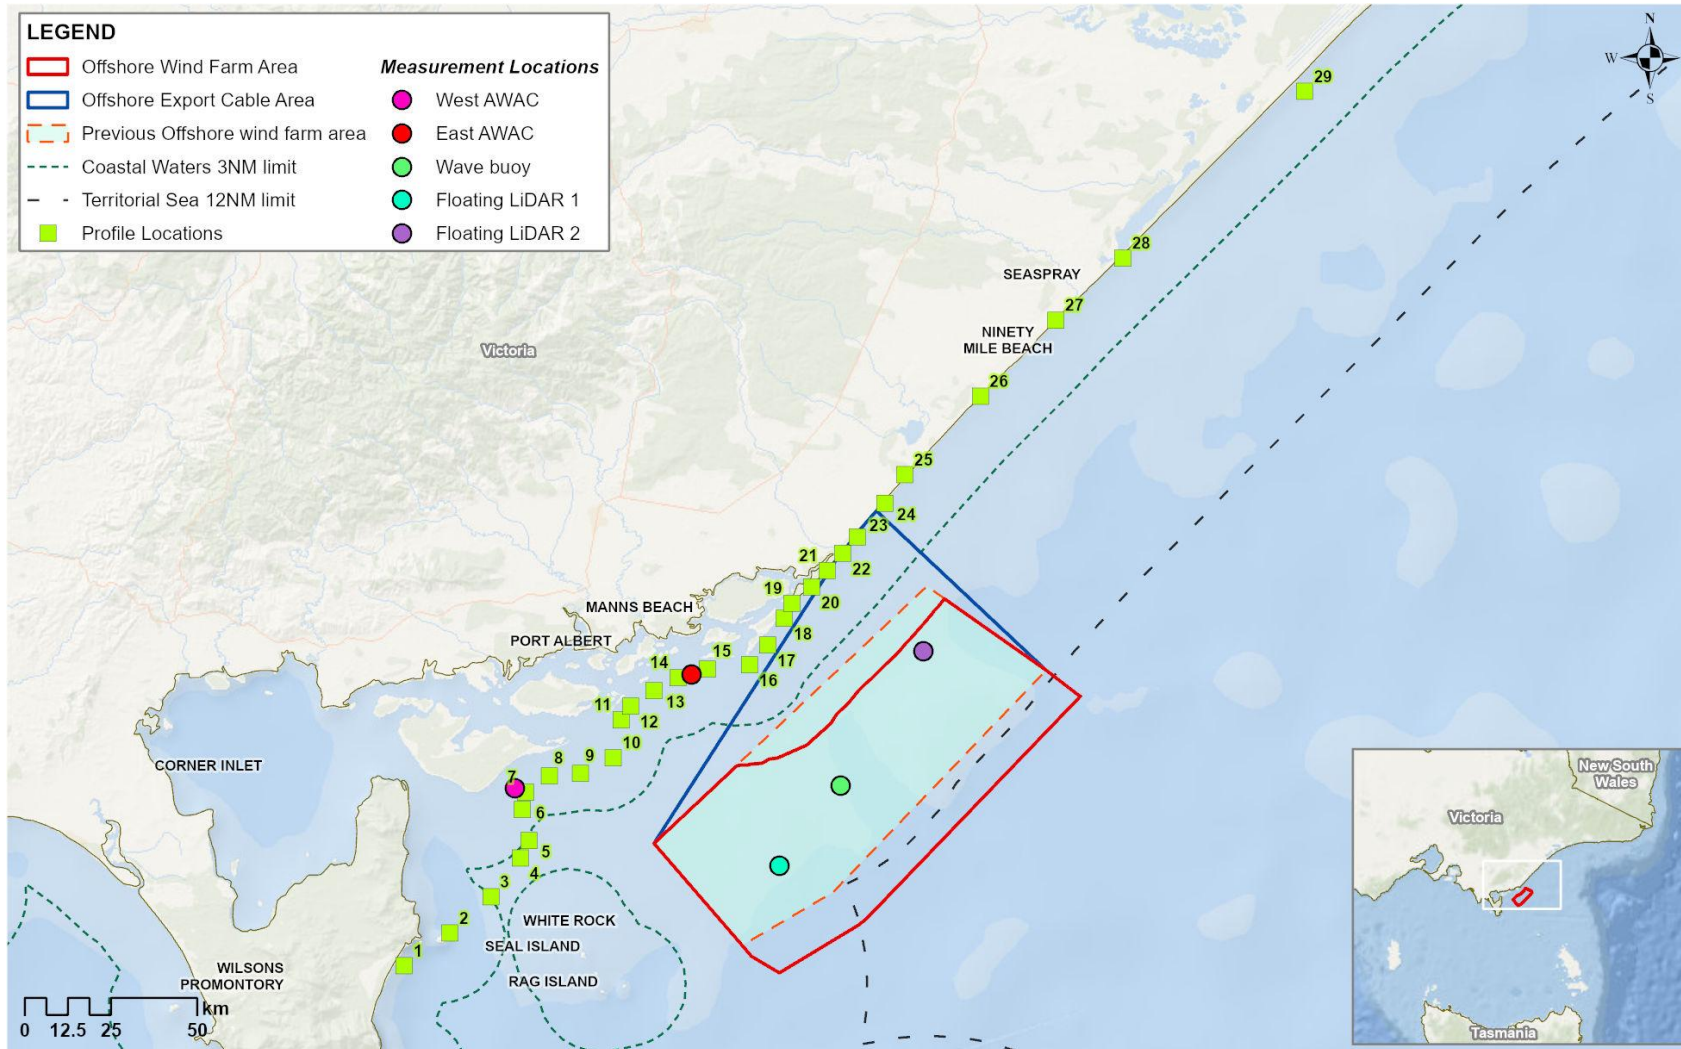 LEGEND
Offshore Wind Farm Area
Offshore Export Cable Area
Previous Offshore wind farm area
Coastal Waters 3NM limit
Territorial Sea 12NM limit
Profile Locations
Measurement Locations
West AWAC
East AWAC
Wave buoy
Floating LiDAR 1
Floating LiDAR 2
N
W
S
29
28
SEASPRAY
27
NINETY
MILE BEACH
Victoria
26
25
24
23
21
22
19
20
MANNS BEACH
18
PORT ALBERT
15
17
14
16
13
11
12
10
CORNER INLET
9
8
7
6
5
4
3
WHITE ROCK
2
SEAL ISLAND
1
WILSONS
PROMONTORY
RAG ISLAND
km
0 12.5 25 50
New South
Wales
Victoria
Tasmania